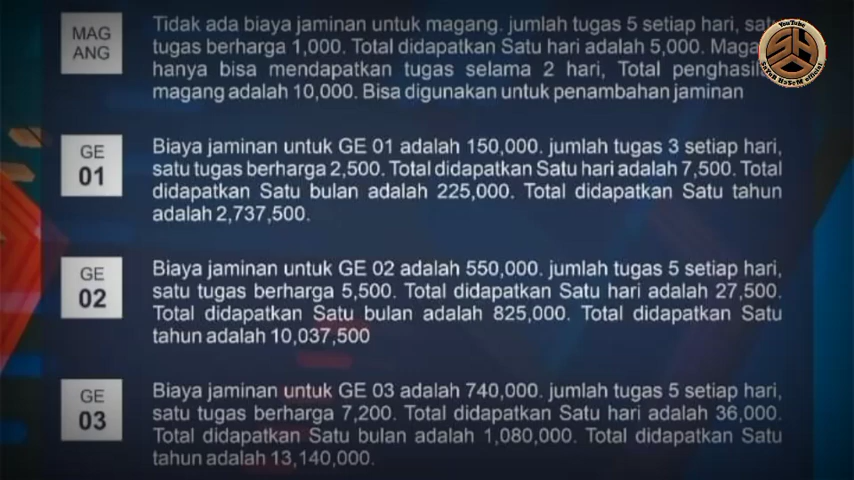 MAG
ANG
Tidak ada biaya jaminan untuk magang. jumlah tugas 5 setiap hari, satu
tugas berharga 1,000. Total didapatkan Satu hari adalah 5,000. Magang
hanya bisa mendapatkan tugas selama 2 hari, Total penghasilan
magang adalah 10,000. Bisa digunakan untuk penambahan jaminan
GE
01
Biaya jaminan untuk GE 01 adalah 150,000. jumlah tugas 3 setiap hari,
satu tugas berharga 2,500. Total didapatkan Satu hari adalah 7,500. Total
didapatkan Satu bulan adalah 225,000. Total didapatkan Satu tahun
adalah 2,737,500.
GE
02
Biaya jaminan untuk GE 02 adalah 550,000. jumlah tugas 5 setiap hari,
satu tugas berharga 5,500. Total didapatkan Satu hari adalah 27,500.
Total didapatkan Satu bulan adalah 825,000. Total didapatkan Satu
tahun adalah 10,037,500
GE
03
Biaya jaminan untuk GE 03 adalah 740,000. jumlah tugas 5 setiap hari,
satu tugas berharga 7,200. Total didapatkan Satu hari adalah 36,000.
Total didapatkan Satu bulan adalah 1,080,000. Total didapatkan Satu
tahun adalah 13,140,000.
YouTube